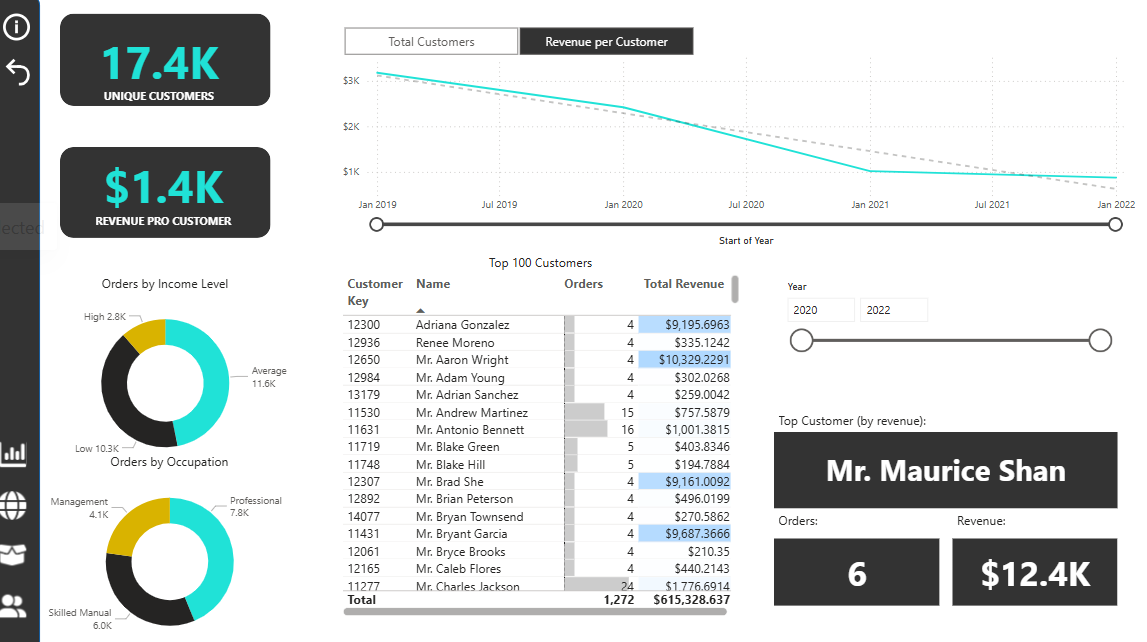 17.4K
UNIQUE CUSTOMERS
$1.4K
REVENUE PRO CUSTOMER
ected
Total Customers
Revenue per Customer
$3K
$2K
$1K
Jan 2019
Jul 2019
Jan 2020
Jul 2020
Jan 2021
Jul 2021
Jan 2022
Start of Year
Orders by Income Level
High 2.8K
Average
11.6K
Low 10.3K
Orders by Occupation
Management
4.1K
Professional
7.8K
Skilled Manual
6.0K
Top 100 Customers
Customer Key Name Orders Total Revenue
12300 Adriana Gonzalez 4 $9,195.6963
12936 Renee Moreno 4 $335.1242
12650 Mr. Aaron Wright 4 $10,329.2291
12984 Mr. Adam Young 4 $302.0268
13179 Mr. Adrian Sanchez 4 $259.0042
11530 Mr. Andrew Martinez 15 $757.5879
11631 Mr. Antonio Bennett 16 $1,001.3815
11719 Mr. Blake Green 5 $403.8346
11748 Mr. Blake Hill 5 $194.7884
12307 Mr. Brad She 4 $9,161.0092
12892 Mr. Brian Peterson 4 $496.0199
14077 Mr. Bryan Townsend 4 $270.5862
11431 Mr. Bryant Garcia 4 $9,687.3666
12061 Mr. Bryce Brooks 4 $210.35
12165 Mr. Caleb Flores 4 $440.2143
11277 Mr. Charles Jackson 24 $1,776.6914
Total 1,272 $615,328.637
Year
2020
2022
Top Customer (by revenue):
Mr. Maurice Shan
Orders:
6
Revenue:
$12.4K